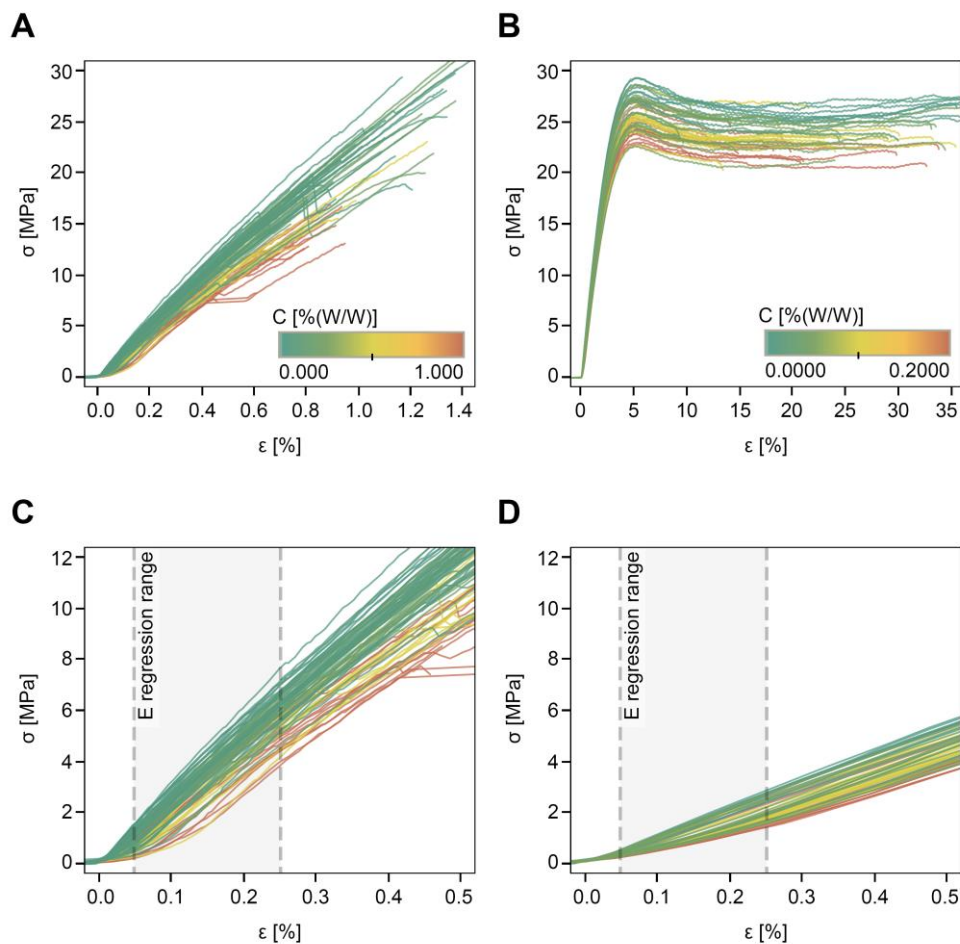 A
30
25
20
15
10
5
0
σ [MPa]
C [%(W/W)]
0.000 1.000
0.0 0.2 0.4 0.6 0.8 1.0 1.2 1.4
ε [%]
B
30
25
20
15
10
5
0
σ [MPa]
C [%(W/W)]
0.0000 0.2000
0 5 10 15 20 25 30 35
ε [%]
C
12
10
8
6
4
2
0
σ [MPa]
E regression range
0.0 0.1 0.2 0.3 0.4 0.5
ε [%]
D
12
10
8
6
4
2
0
σ [MPa]
E regression range
0.0 0.1 0.2 0.3 0.4 0.5
ε [%]